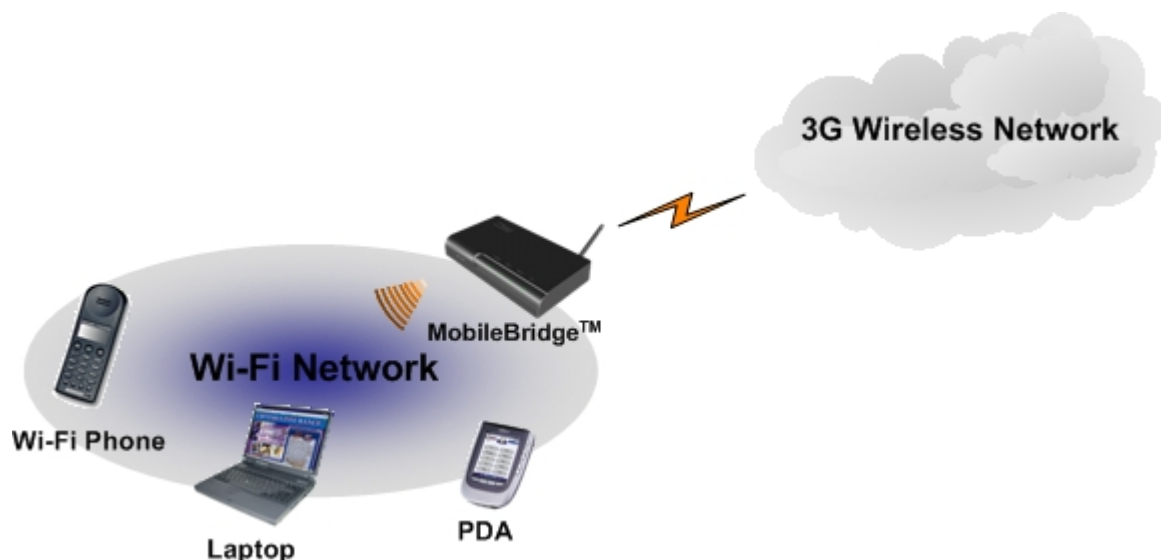 3G Wireless Network
MobileBridge™
Wi-Fi Network
Wi-Fi Phone
PDA
Laptop